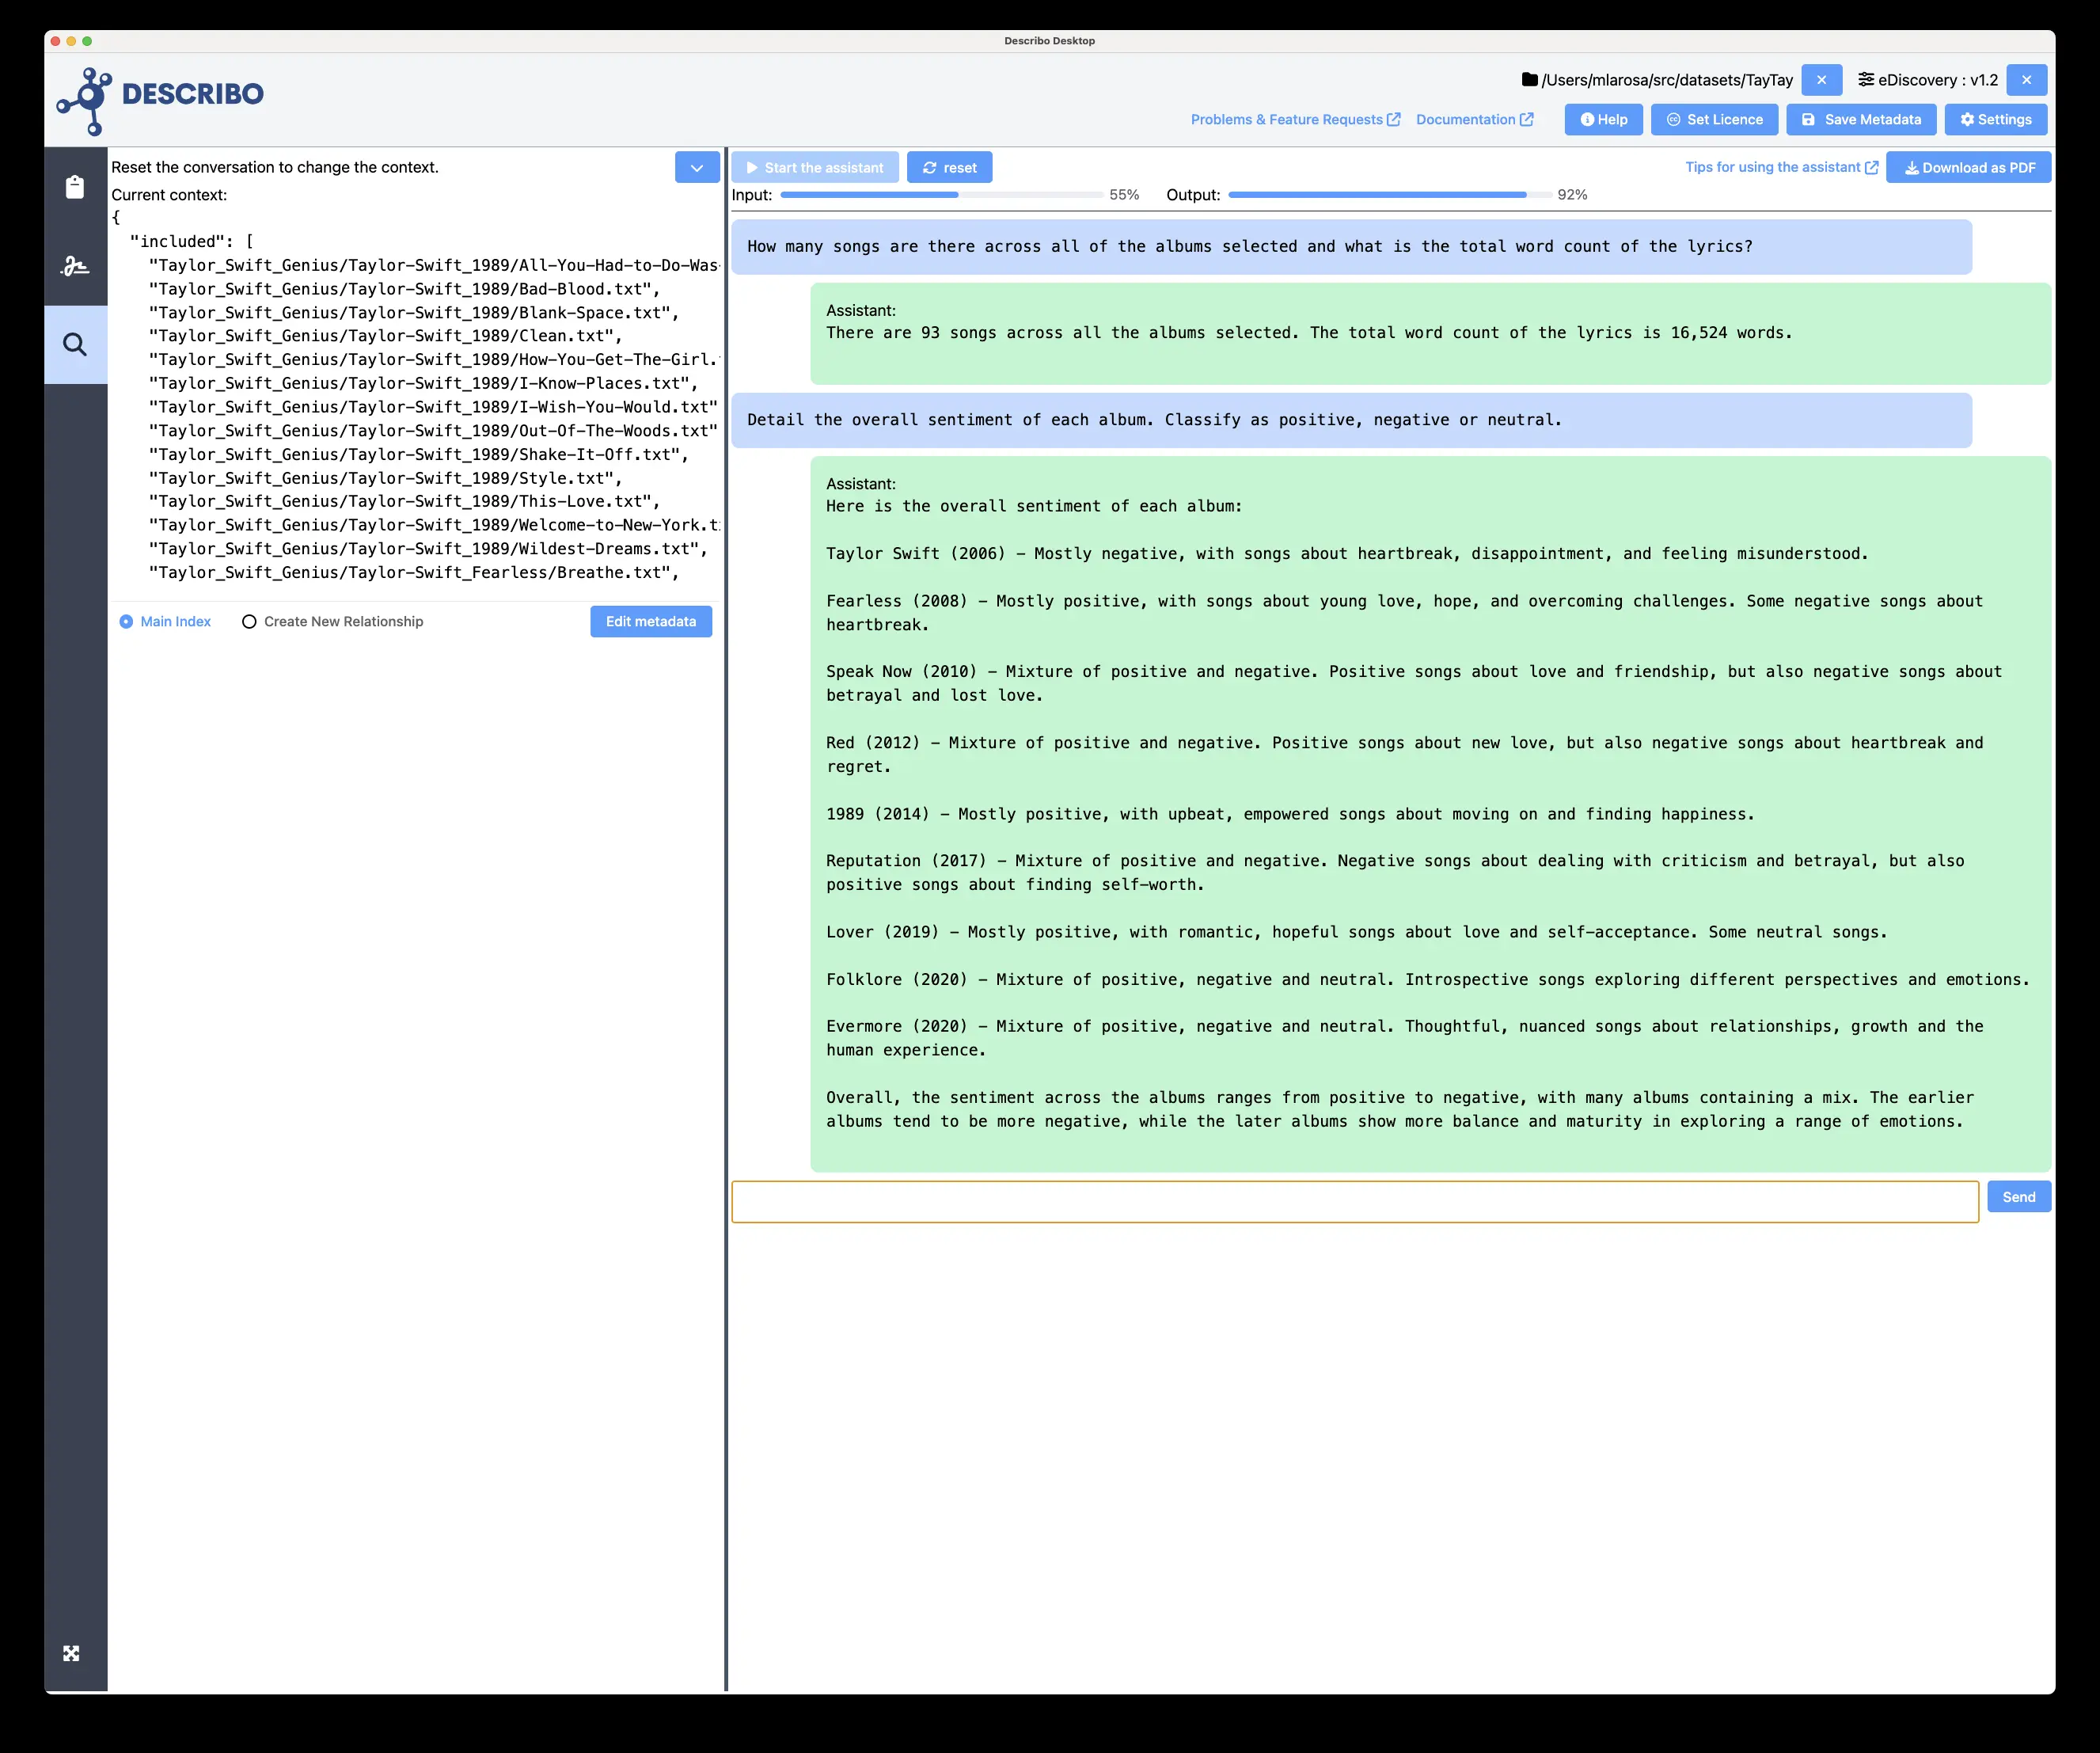 Describo Desktop
DESCRIBO
/Users/mlarosa/src/datasets/TayTay
eDiscovery : v1.2
Problems & Feature Requests
Documentation
Help
Set Licence
Save Metadata
Settings
Reset the conversation to change the context.
Current context:
{
"included": [
"Taylor_Swift_Genius/Taylor-Swift_1989/All-You-Had-to-Do-Was-
"Taylor_Swift_Genius/Taylor-Swift_1989/Bad-Blood.txt",
"Taylor_Swift_Genius/Taylor-Swift_1989/Blank-Space.txt",
"Taylor_Swift_Genius/Taylor-Swift_1989/Clean.txt",
"Taylor_Swift_Genius/Taylor-Swift_1989/How-You-Get-The-Girl.
"Taylor_Swift_Genius/Taylor-Swift_1989/I-Know-Places.txt",
"Taylor_Swift_Genius/Taylor-Swift_1989/I-Wish-You-Would.txt"
"Taylor_Swift_Genius/Taylor-Swift_1989/Out-Of-The-Woods.txt"
"Taylor_Swift_Genius/Taylor-Swift_1989/Shake-It-Off.txt",
"Taylor_Swift_Genius/Taylor-Swift_1989/Style.txt",
"Taylor_Swift_Genius/Taylor-Swift_1989/This-Love.txt",
"Taylor_Swift_Genius/Taylor-Swift_1989/Welcome-to-New-York.t
"Taylor_Swift_Genius/Taylor-Swift_1989/Wildest-Dreams.txt",
"Taylor_Swift_Genius/Taylor-Swift_Fearless/Breathe.txt",
Main Index
Create New Relationship
Edit metadata
Start the assistant
reset
Tips for using the assistant
Download as PDF
Input: 55%
Output: 92%
How many songs are there across all of the albums selected and what is the total word count of the lyrics?
Assistant:
There are 93 songs across all the albums selected. The total word count of the lyrics is 16,524 words.
Detail the overall sentiment of each album. Classify as positive, negative or neutral.
Assistant:
Here is the overall sentiment of each album:
Taylor Swift (2006) – Mostly negative, with songs about heartbreak, disappointment, and feeling misunderstood.
Fearless (2008) – Mostly positive, with songs about young love, hope, and overcoming challenges. Some negative songs about
heartbreak.
Speak Now (2010) – Mixture of positive and negative. Positive songs about love and friendship, but also negative songs about
betrayal and lost love.
Red (2012) – Mixture of positive and negative. Positive songs about new love, but also negative songs about heartbreak and
regret.
1989 (2014) – Mostly positive, with upbeat, empowered songs about moving on and finding happiness.
Reputation (2017) – Mixture of positive and negative. Negative songs about dealing with criticism and betrayal, but also
positive songs about finding self-worth.
Lover (2019) – Mostly positive, with romantic, hopeful songs about love and self-acceptance. Some neutral songs.
Folklore (2020) – Mixture of positive, negative and neutral. Introspective songs exploring different perspectives and emotions.
Evermore (2020) – Mixture of positive, negative and neutral. Thoughtful, nuanced songs about relationships, growth and the
human experience.
Overall, the sentiment across the albums ranges from positive to negative, with many albums containing a mix. The earlier
albums tend to be more negative, while the later albums show more balance and maturity in exploring a range of emotions.
Send